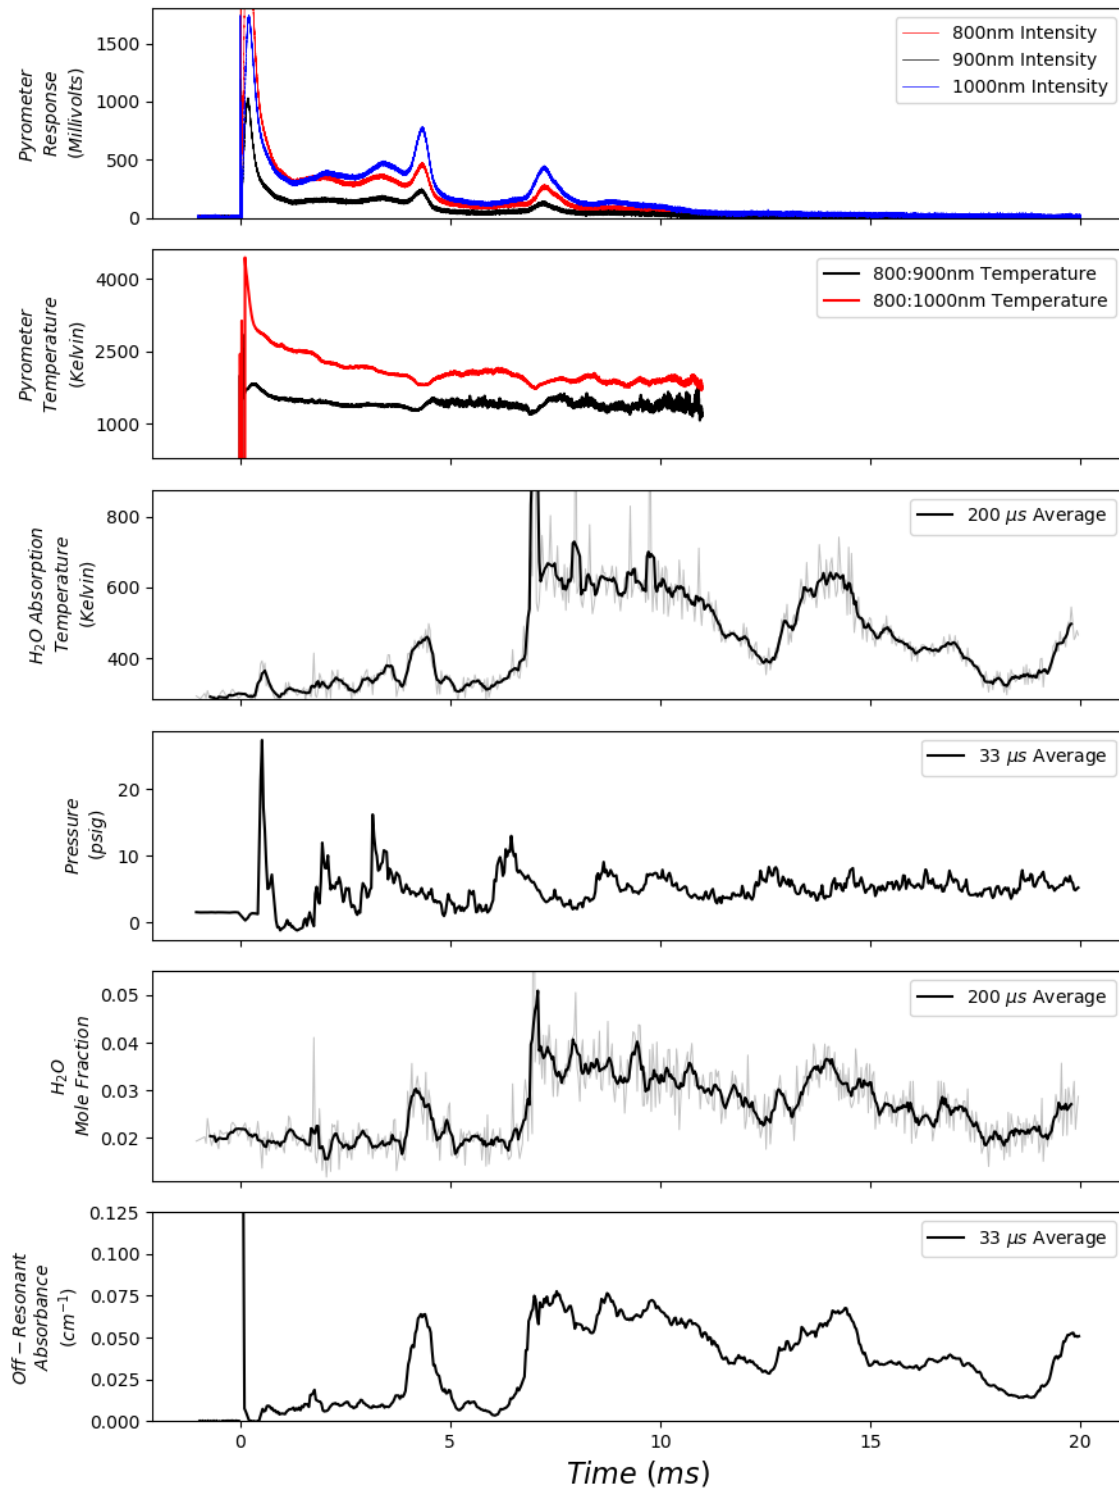 Pyrometer
Response
(Millivolts)
1500
1000
500
0
800nm Intensity
900nm Intensity
1000nm Intensity
Pyrometer
Temperature
(Kelvin)
4000
2500
1000
800:900nm Temperature
800:1000nm Temperature
H₂O Absorption
Temperature
(Kelvin)
800
600
400
200 μs Average
Pressure
(psig)
20
10
0
33 μs Average
H₂O
Mole Fraction
0.05
0.04
0.03
0.02
200 μs Average
Off−Resonant
Absorbance
(cm⁻¹)
0.125
0.100
0.075
0.050
0.025
0.000
33 μs Average
0 5 10 15 20
Time (ms)